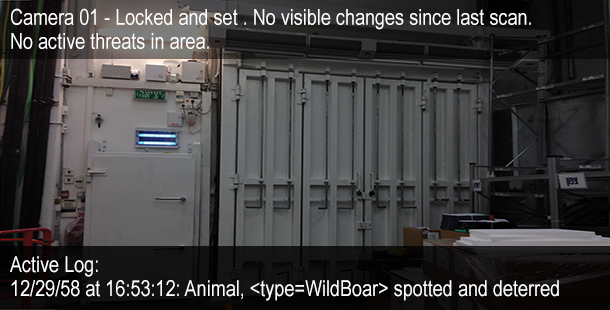 Camera 01 - Locked and set . No visible changes since last scan.
No active threats in area.
יציאה
Active Log:
12/29/58 at 16:53:12: Animal, <type=WildBoar> spotted and deterred